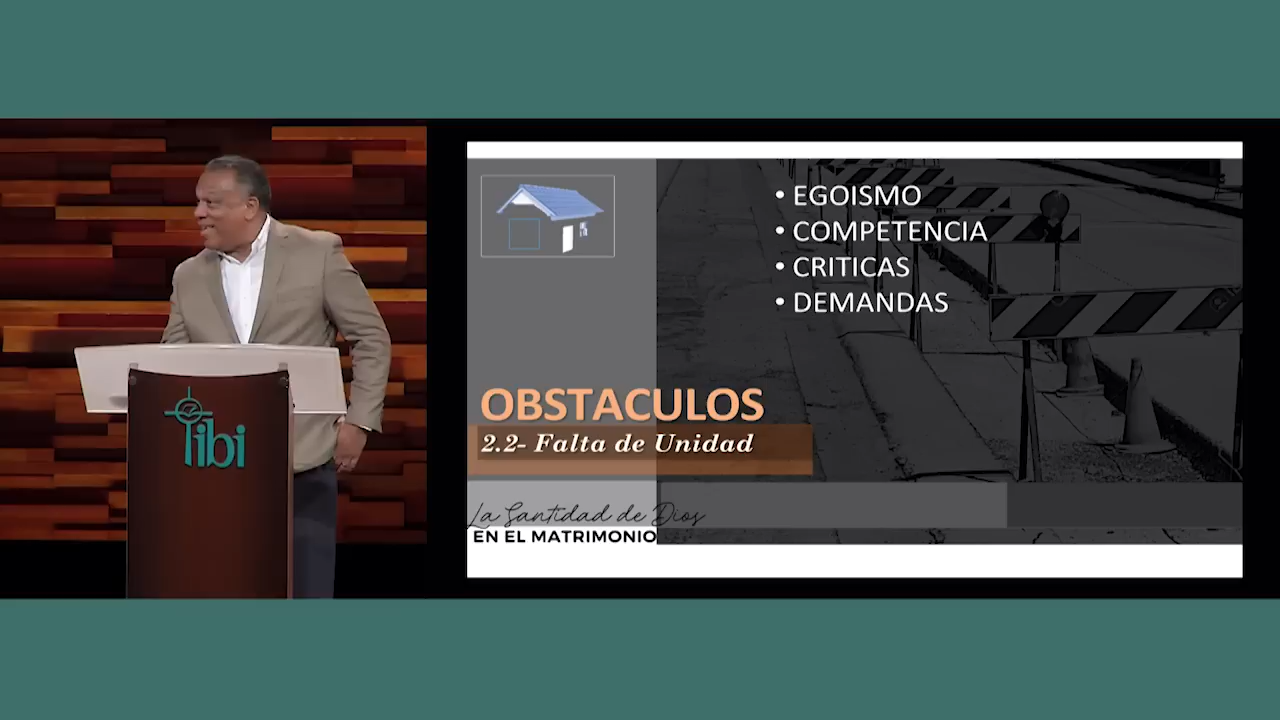 ibi
• EGOISMO
• COMPETENCIA
• CRITICAS
• DEMANDAS
OBSTACULOS
2.2- Falta de Unidad
La Santidad de Dios
EN EL MATRIMONIO